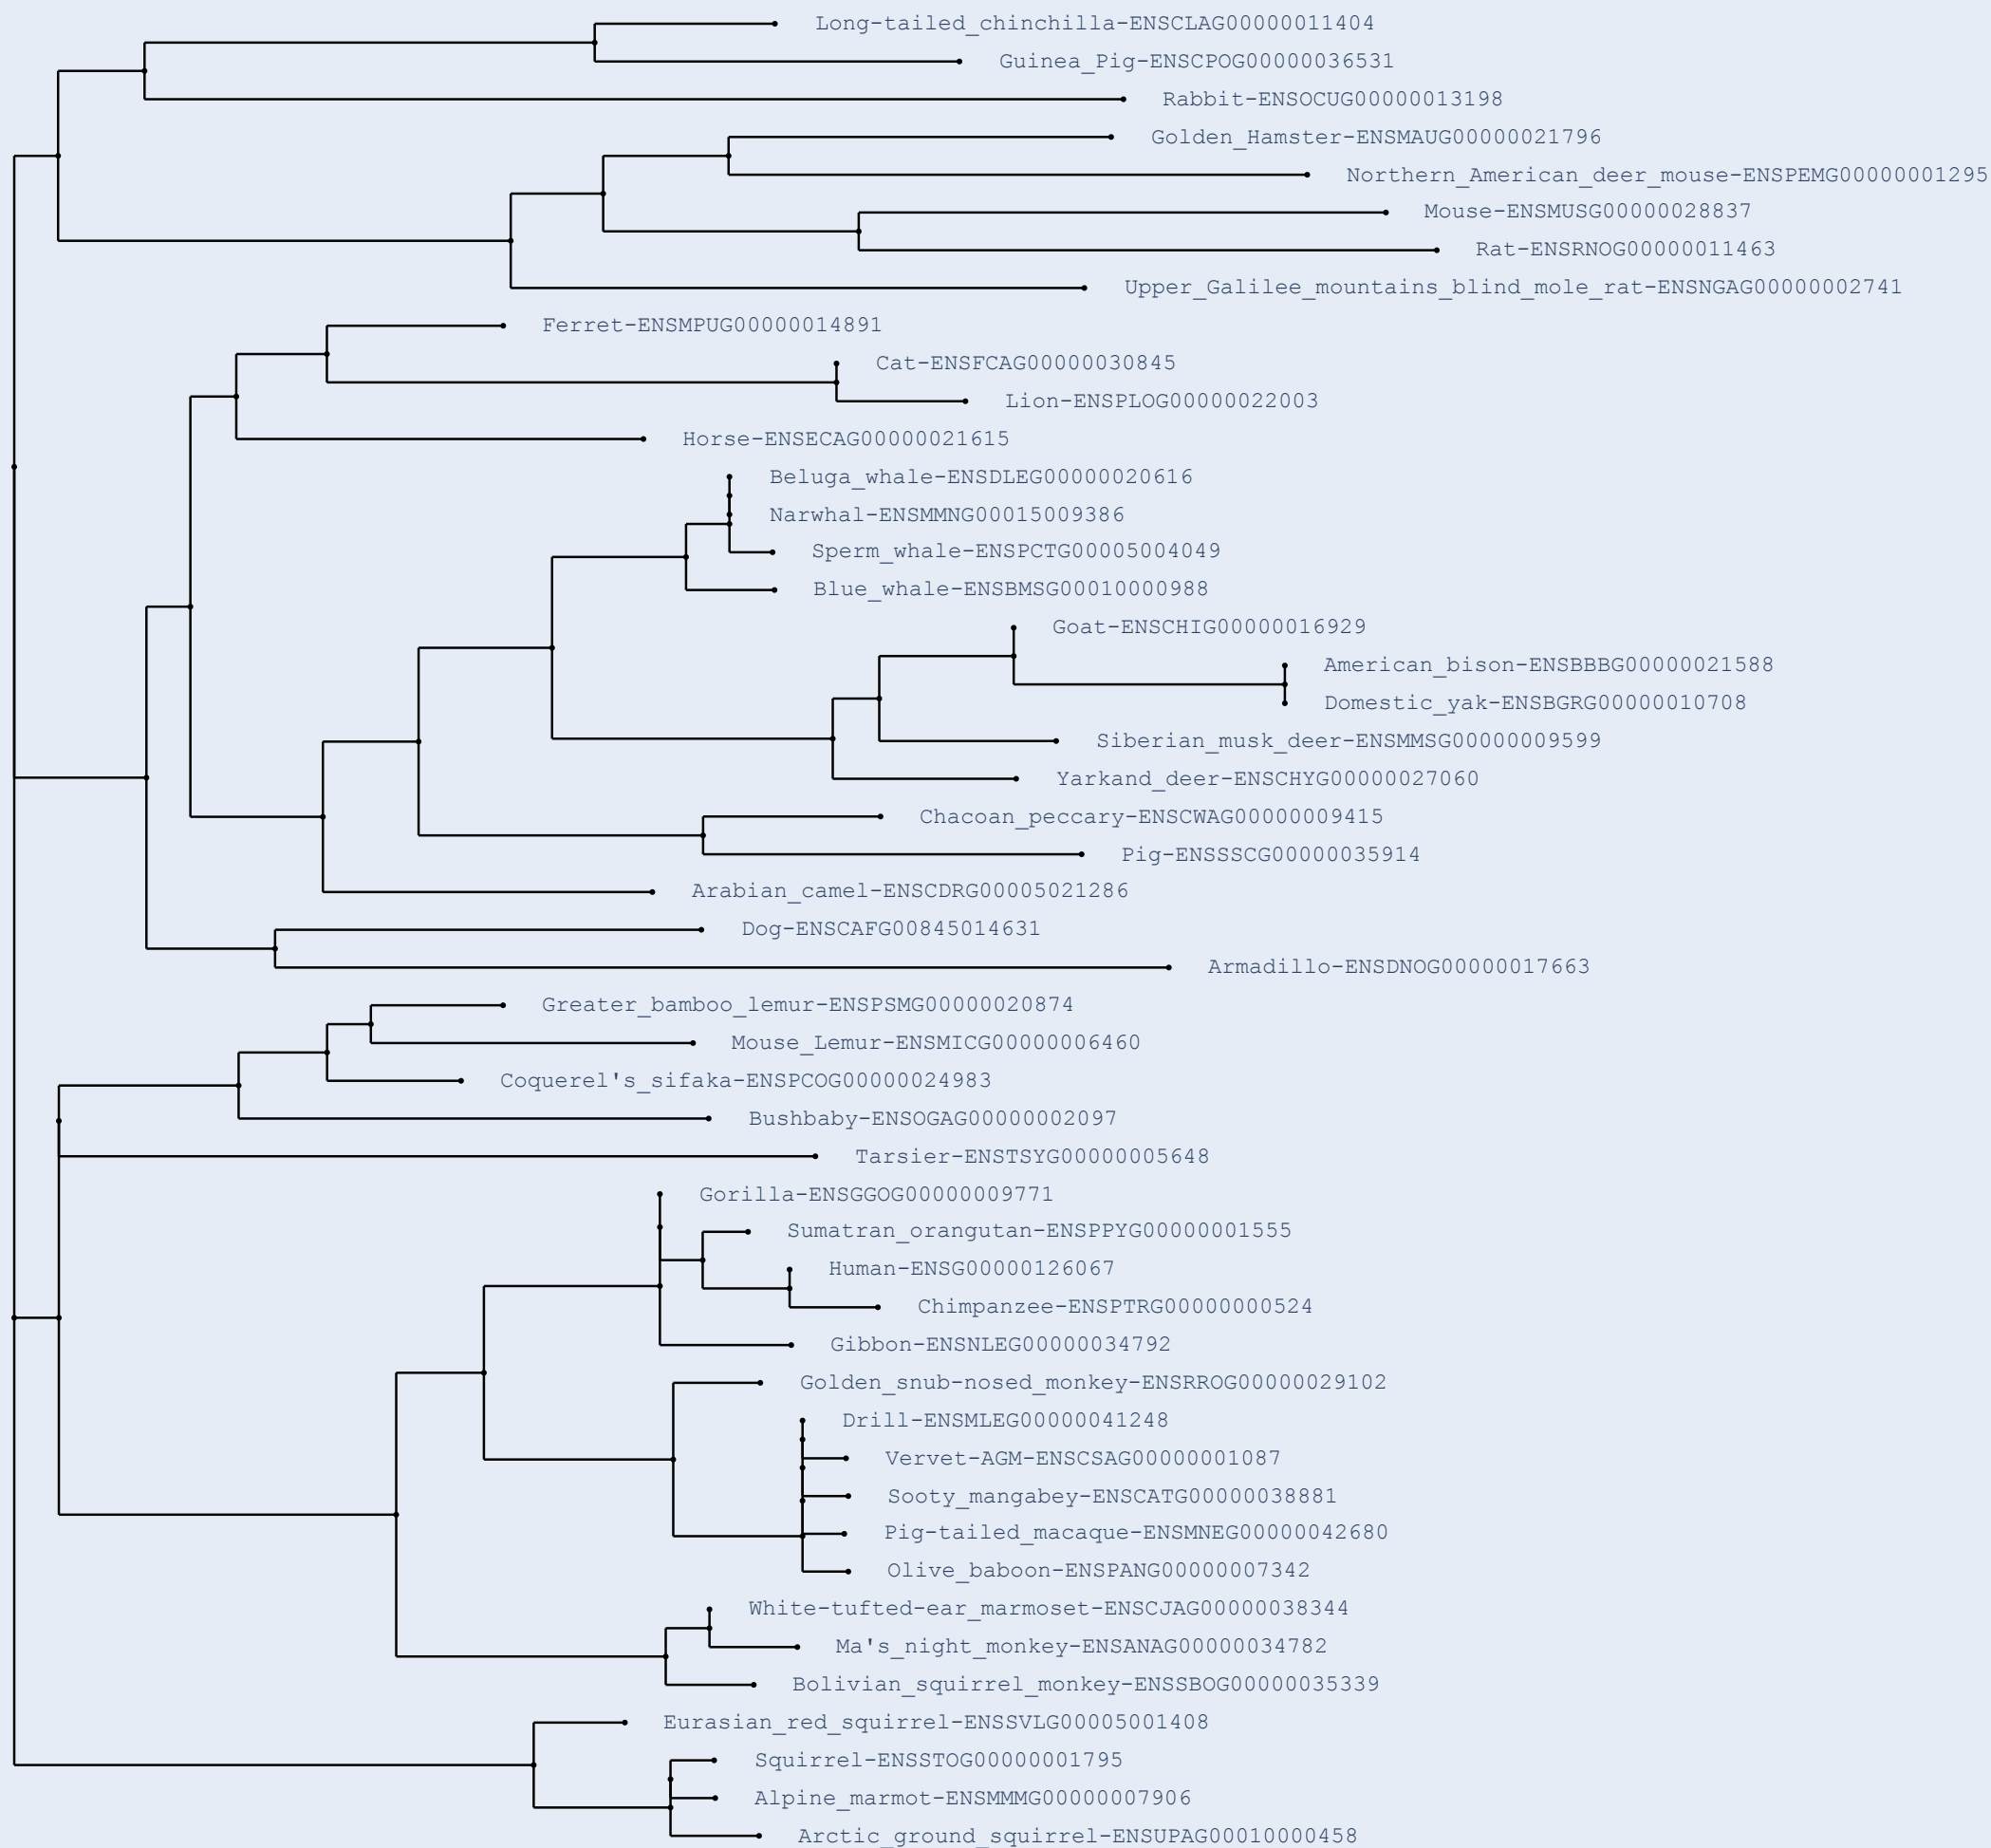 Long-tailed_chinchilla-ENSCLAG00000011404
Guinea_Pig-ENSCPOG00000036531
Rabbit-ENSOCUG00000013198
Golden_Hamster-ENSMAUG00000021796
Northern_American_deer_mouse-ENSPEMG00000001295
Mouse-ENSMUSG00000028837
Rat-ENSRNOG00000011463
Upper_Galilee_mountains_blind_mole_rat-ENSNGAG00000002741
Ferret-ENSMPUG00000014891
Cat-ENSFCAG00000030845
Lion-ENSPLOG00000022003
Horse-ENSECAG00000021615
Beluga_whale-ENSDLEG00000020616
Narwhal-ENSMMNG00015009386
Sperm_whale-ENSPCTG00005004049
Blue_whale-ENSBMSG00010000988
Goat-ENSCHIG00000016929
American_bison-ENSBBBG00000021588
Domestic_yak-ENSBGRG00000010708
Siberian_musk_deer-ENSMMSG00000009599
Yarkand_deer-ENSCHYG00000027060
Chacoan_peccary-ENSCWAG00000009415
Pig-ENSSSCG00000035914
Arabian_camel-ENSCDRG00005021286
Dog-ENSCAFG00845014631
Armadillo-ENSDNOG00000017663
Greater_bamboo_lemur-ENSPSMG00000020874
Mouse_Lemur-ENSMICG00000006460
Coquerel's_sifaka-ENSPCOG00000024983
Bushbaby-ENSOGAG00000002097
Tarsier-ENSTSYG00000005648
Gorilla-ENSGGOG00000009771
Sumatran_orangutan-ENSPPYG00000001555
Human-ENSG00000126067
Chimpanzee-ENSPTRG00000000524
Gibbon-ENSNLEG00000034792
Golden_snub-nosed_monkey-ENSRROG00000029102
Drill-ENSMLEG00000041248
Vervet-AGM-ENSCSAG00000001087
Sooty_mangabey-ENSCATG00000038881
Pig-tailed_macaque-ENSMNEG00000042680
Olive_baboon-ENSPANG00000007342
White-tufted-ear_marmoset-ENSCJAG00000038344
Ma's_night_monkey-ENSANAG00000034782
Bolivian_squirrel_monkey-ENSSBOG00000035339
Eurasian_red_squirrel-ENSSVLG00005001408
Squirrel-ENSSTOG00000001795
Alpine_marmot-ENSMMMG00000007906
Arctic_ground_squirrel-ENSUPAG00010000458